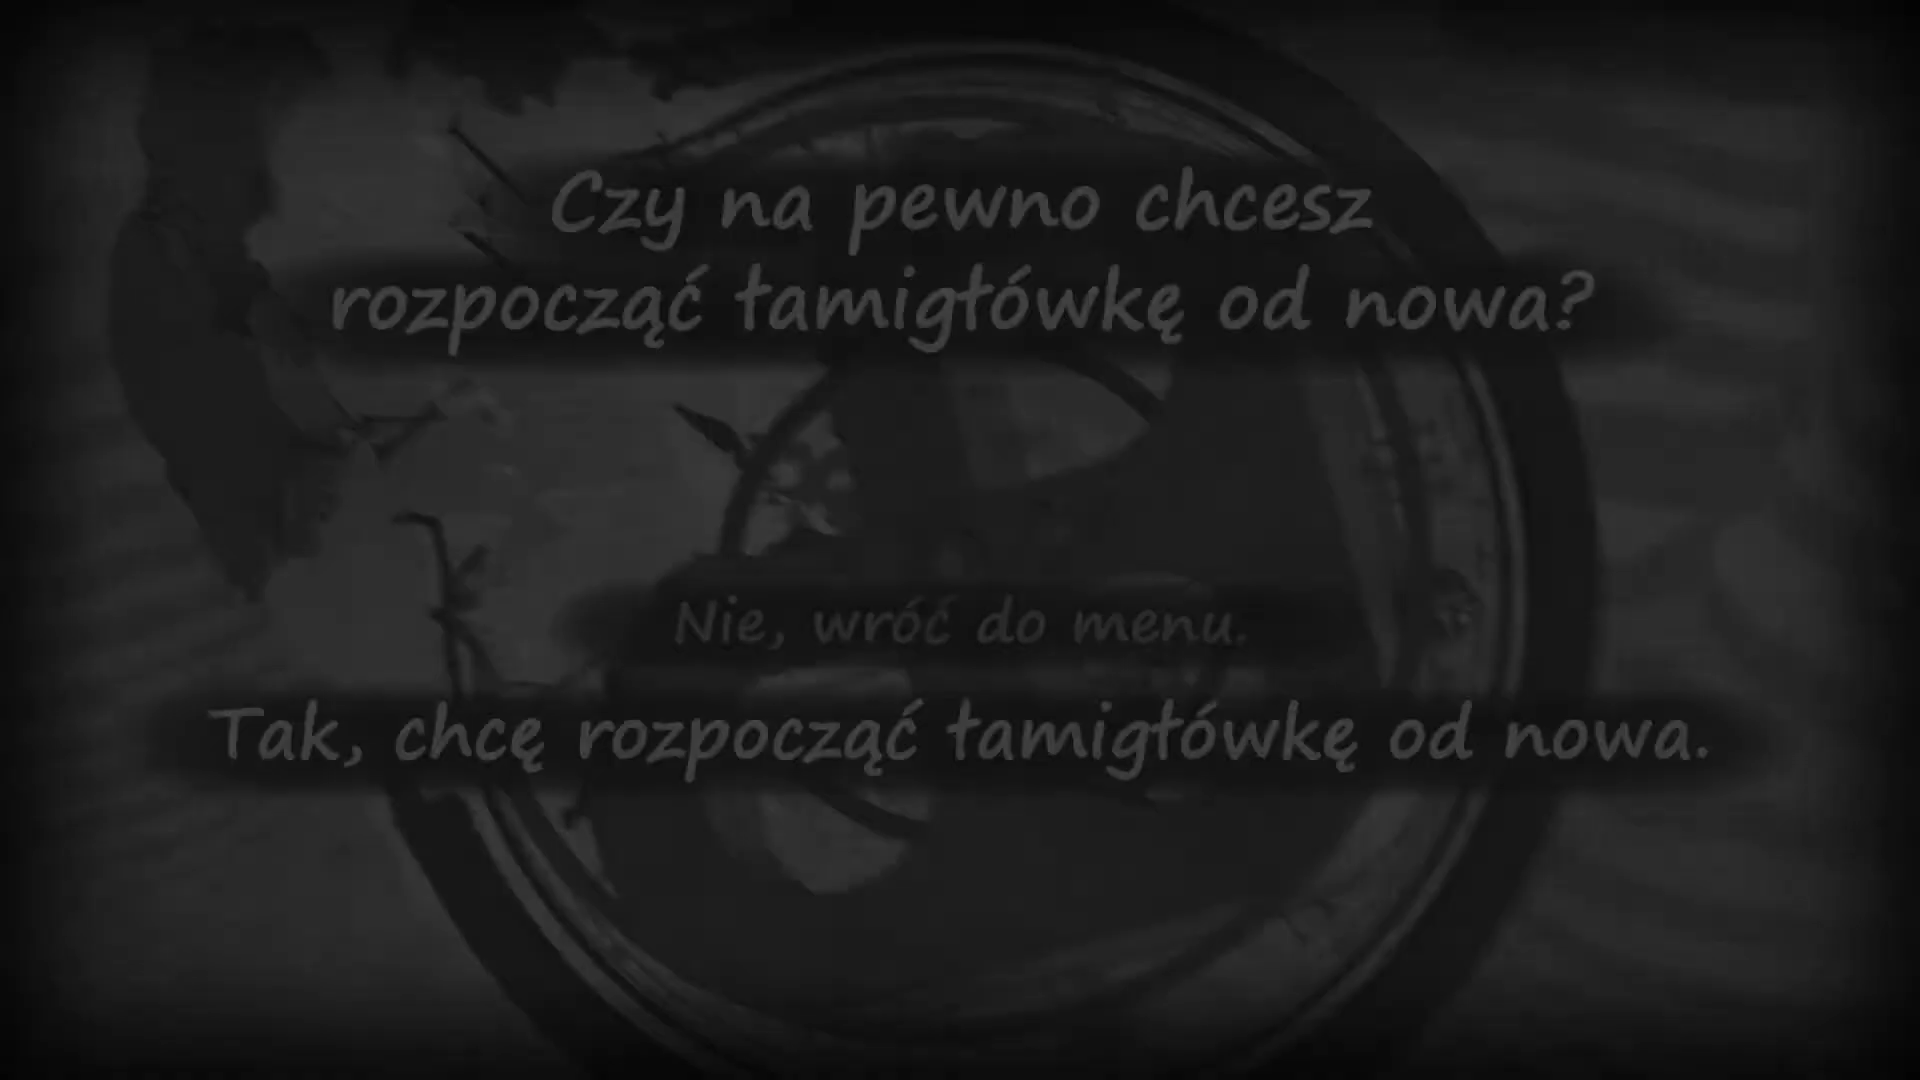 Czy na pewno chcesz
rozpocząć łamigłówkę od nowa?
Nie, wróć do menu.
Tak, chcę rozpocząć łamigłówkę od nowa.